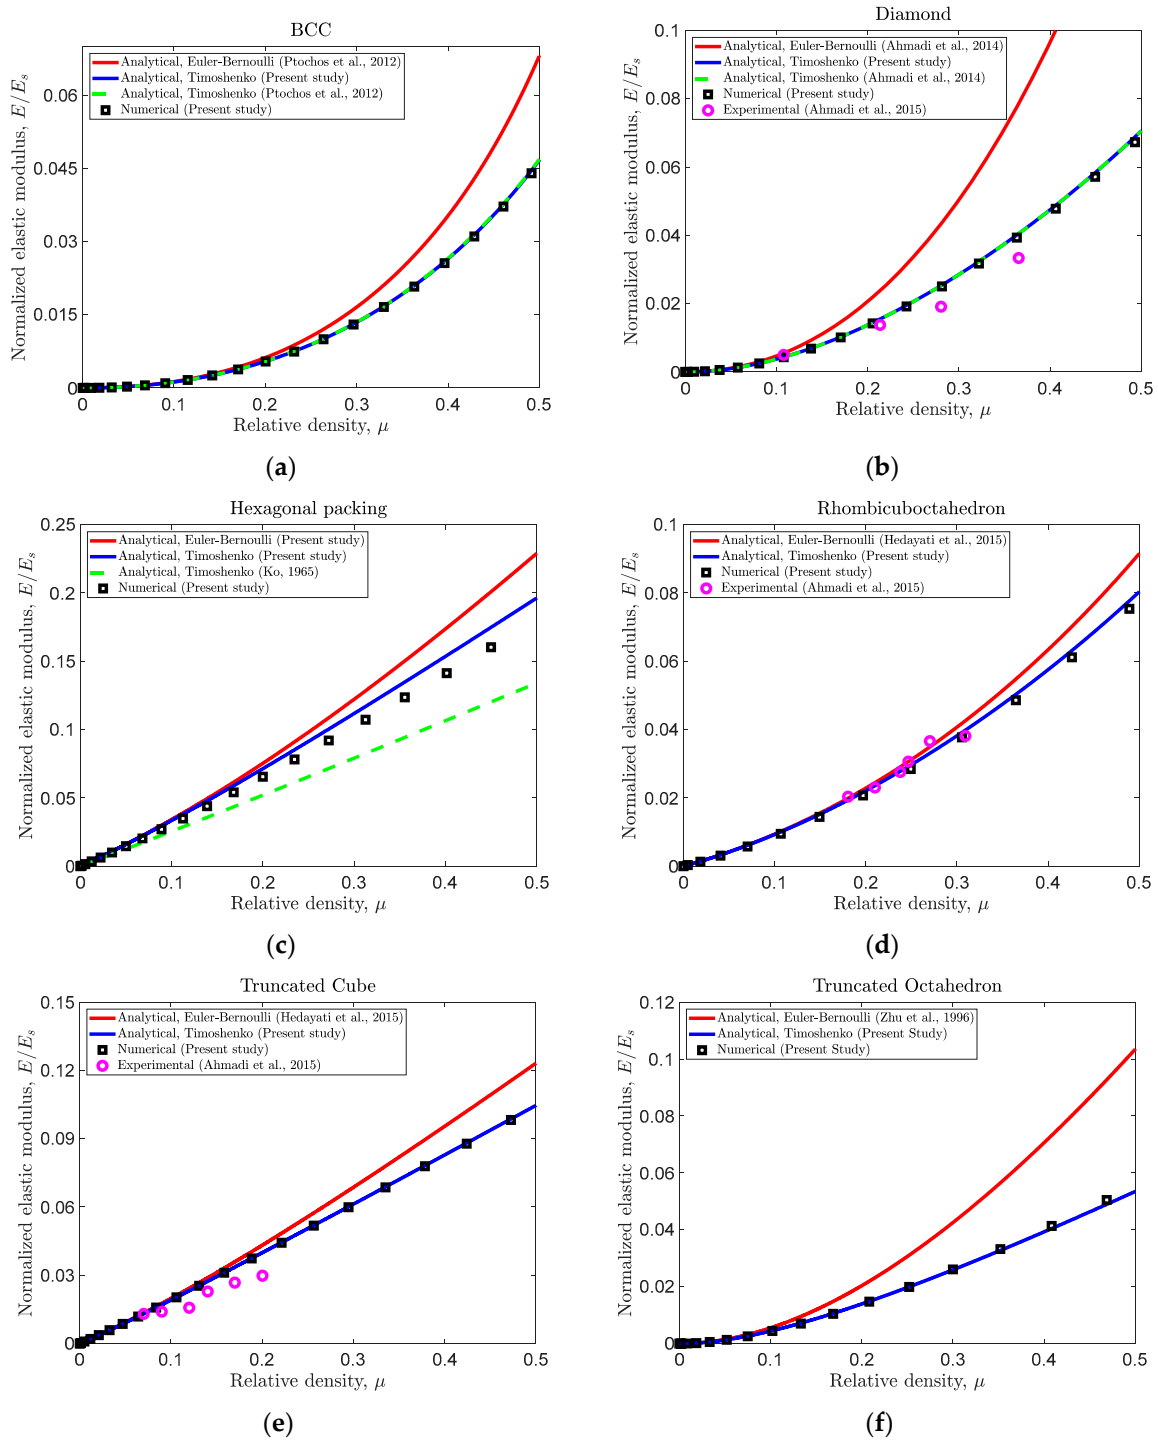 BCC
Normalized elastic modulus, E/E_s
0.06
0.045
0.03
0.015
0
Analytical, Euler-Bernoulli (Ptochos et al., 2012)
Analytical, Timoshenko (Present study)
Analytical, Timoshenko (Ptochos et al., 2012)
Numerical (Present study)
0 0.1 0.2 0.3 0.4 0.5
Relative density, μ
(a)
Diamond
Normalized elastic modulus, E/E_s
0.1
0.08
0.06
0.04
0.02
0
Analytical, Euler-Bernoulli (Ahmadi et al., 2014)
Analytical, Timoshenko (Present study)
Analytical, Timoshenko (Ahmadi et al., 2014)
Numerical (Present study)
Experimental (Ahmadi et al., 2015)
0 0.1 0.2 0.3 0.4 0.5
Relative density, μ
(b)
Hexagonal packing
Normalized elastic modulus, E/E_s
0.25
0.2
0.15
0.1
0.05
0
Analytical, Euler-Bernoulli (Present study)
Analytical, Timoshenko (Present study)
Analytical, Timoshenko (Ko, 1965)
Numerical (Present study)
0 0.1 0.2 0.3 0.4 0.5
Relative density, μ
(c)
Rhombicuboctahedron
Normalized elastic modulus, E/E_s
0.1
0.08
0.06
0.04
0.02
0
Analytical, Euler-Bernoulli (Hedayati et al., 2015)
Analytical, Timoshenko (Present study)
Numerical (Present study)
Experimental (Ahmadi et al., 2015)
0 0.1 0.2 0.3 0.4 0.5
Relative density, μ
(d)
Truncated Cube
Normalized elastic modulus, E/E_s
0.15
0.12
0.09
0.06
0.03
0
Analytical, Euler-Bernoulli (Hedayati et al., 2015)
Analytical, Timoshenko (Present study)
Numerical (Present study)
Experimental (Ahmadi et al., 2015)
0 0.1 0.2 0.3 0.4 0.5
Relative density, μ
(e)
Truncated Octahedron
Normalized elastic modulus, E/E_s
0.12
0.1
0.08
0.06
0.04
0.02
0
Analytical, Euler-Bernoulli (Zhu et al., 1996)
Analytical, Timoshenko (Present Study)
Numerical (Present Study)
0 0.1 0.2 0.3 0.4 0.5
Relative density, μ
(f)